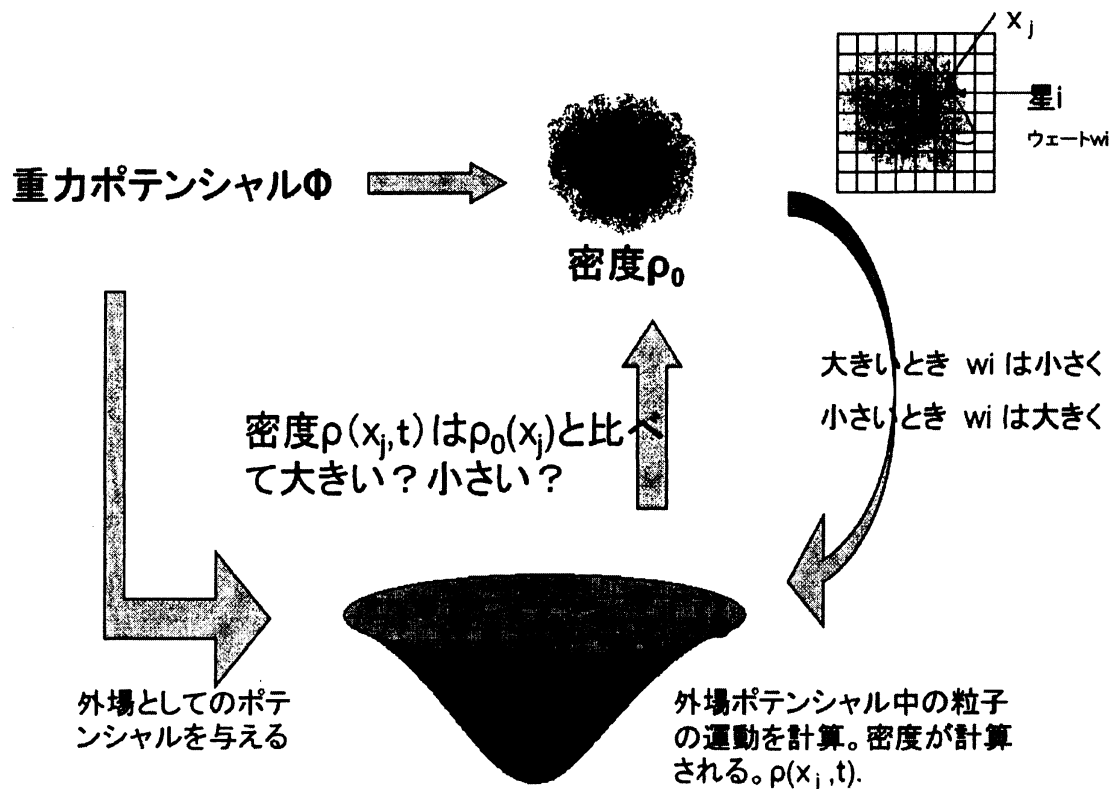 x_j
星i
ウェートwi
重力ポテンシャルΦ
密度ρ₀
大きいとき wi は小さく
小さいとき wi は大きく
密度ρ(x_j,t)はρ₀(x_j)と比べ
て大きい？小さい？
外場としてのポテ
ンシャルを与える
外場ポテンシャル中の粒子
の運動を計算。密度が計算
される。ρ(x_j,t).